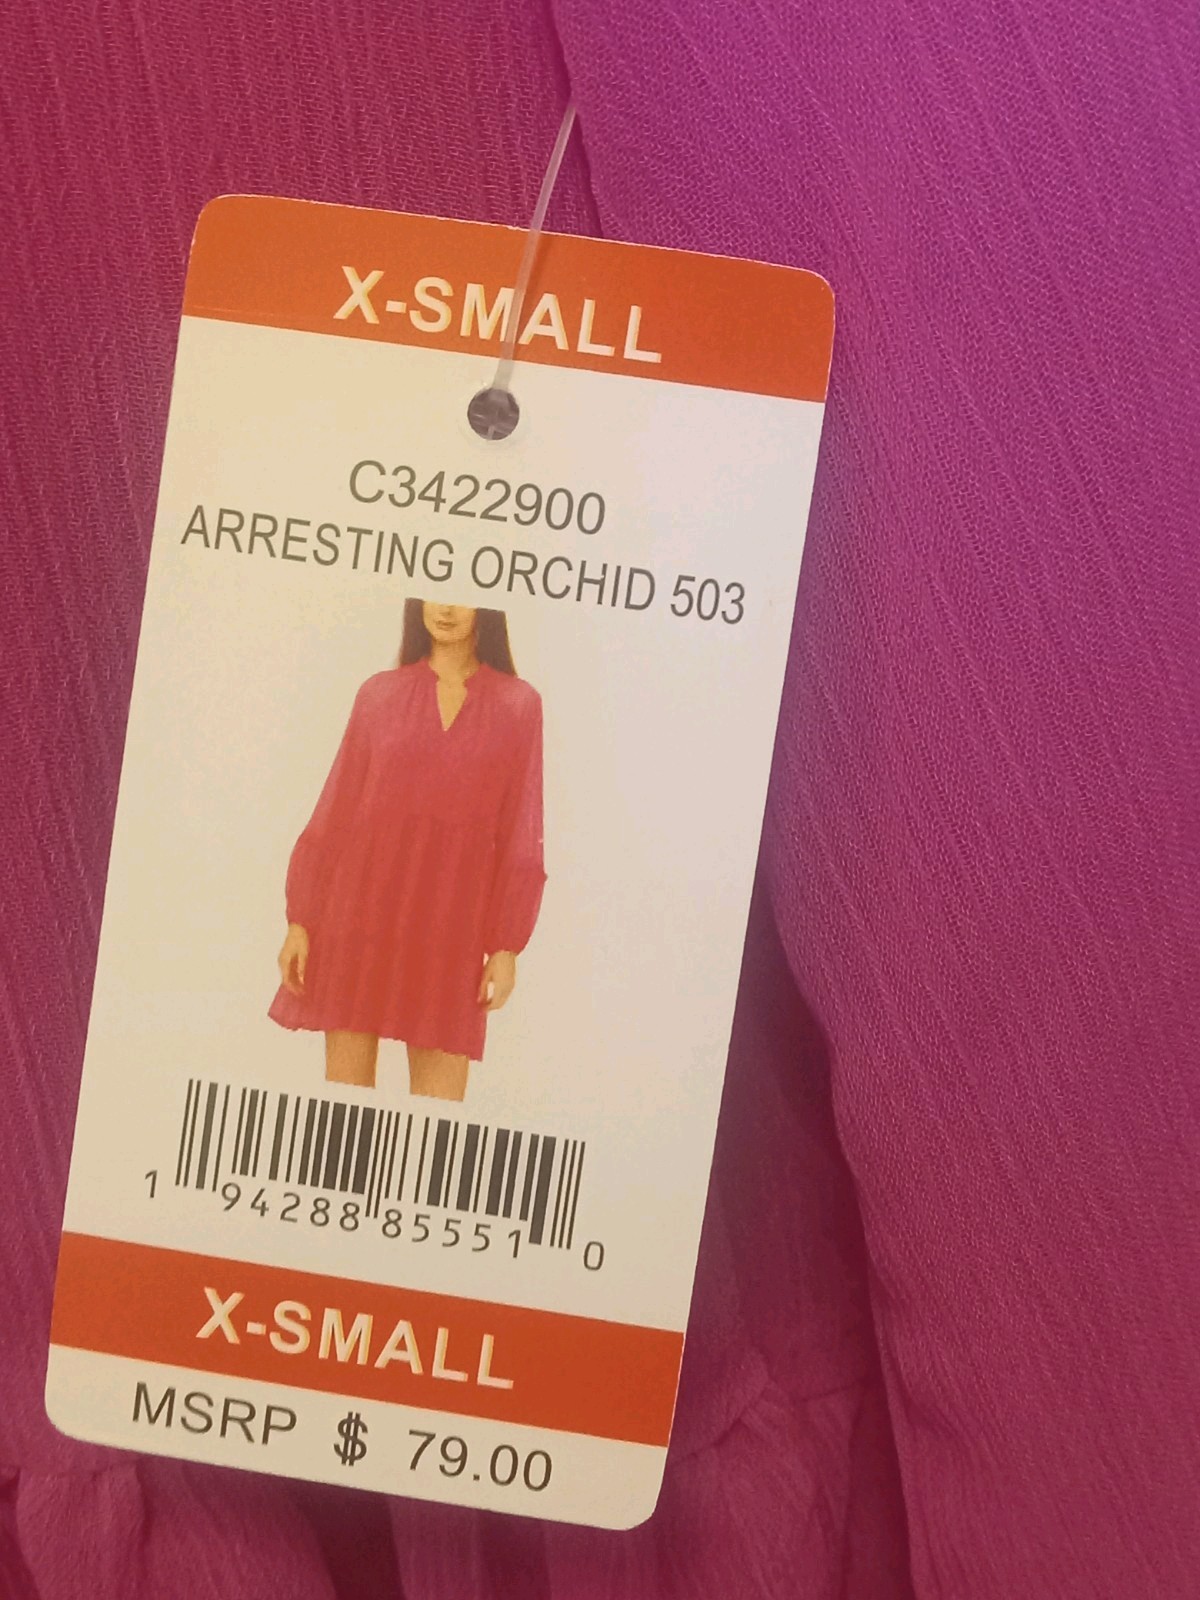 X-SMALL
C3422900
ARRESTING ORCHID 503
1 94288 85551 0
X-SMALL
MSRP $ 79.00